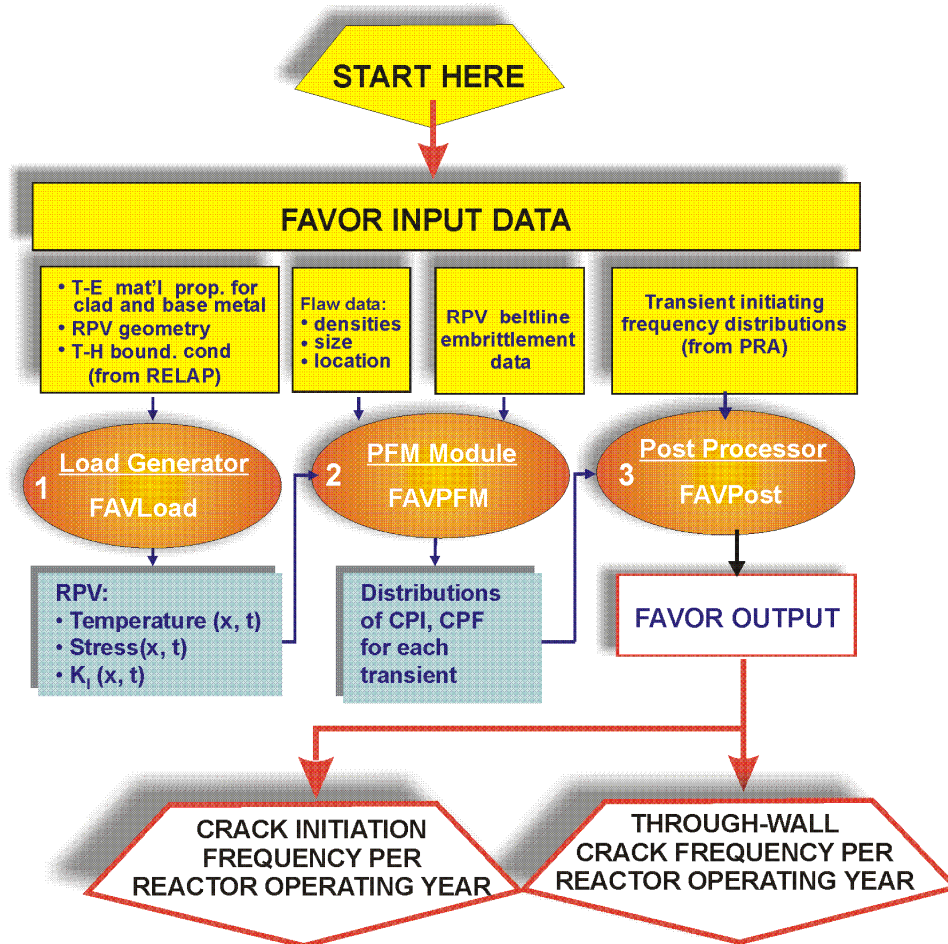 START HERE
FAVOR INPUT DATA
• T-E mat'l prop. for
clad and base metal
• RPV geometry
• T-H bound. cond
(from RELAP)
Flaw data:
• densities
• size
• location
RPV beltline
embrittlement
data
Transient initiating
frequency distributions
(from PRA)
1
Load Generator
FAVLoad
2
PFM Module
FAVPFM
3
Post Processor
FAVPost
RPV:
• Temperature (x, t)
• Stress(x, t)
• K_I (x, t)
Distributions
of CPI, CPF
for each
transient
FAVOR OUTPUT
CRACK INITIATION
FREQUENCY PER
REACTOR OPERATING YEAR
THROUGH-WALL
CRACK FREQUENCY PER
REACTOR OPERATING YEAR